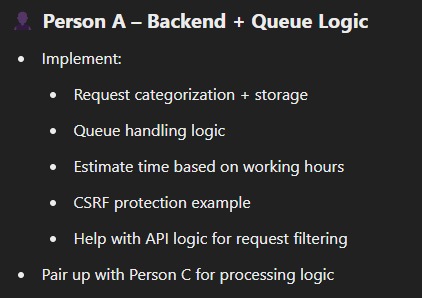 Person A – Backend + Queue Logic
• Implement:
• Request categorization + storage
• Queue handling logic
• Estimate time based on working hours
• CSRF protection example
• Help with API logic for request filtering
• Pair up with Person C for processing logic